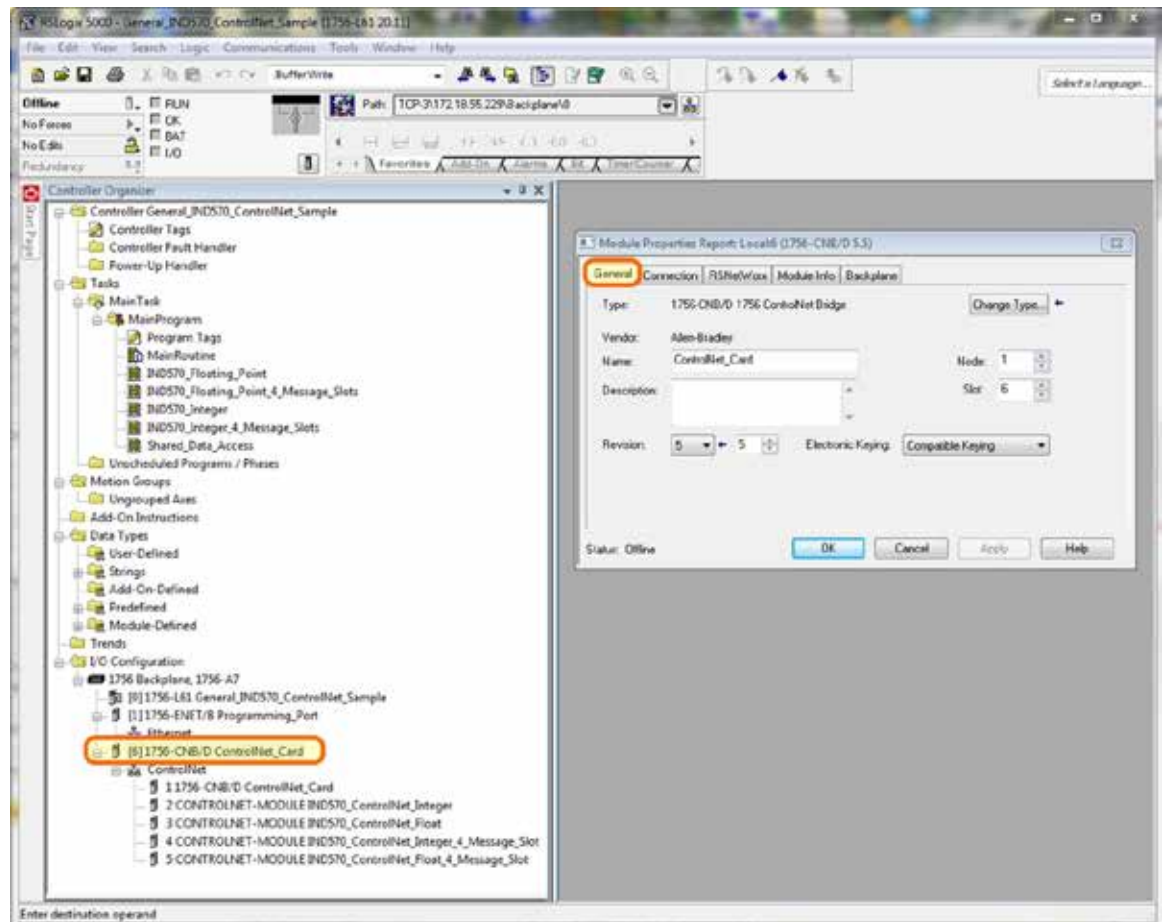 RSLogix 5000 - General_IND570_ControlNet_Sample [1756-L61 20.11]
File Edit View Search Logic Communications Tools Window Help
BufferWrite
Select a Language...
Offline RUN
No Forces OK
No Edits BAT
Redundancy I/O
Path: TCP-3\172.18.55.229\Backplane\0
Favorites Add-On Alarms Bit Timer/Counter
Start Page
Controller Organizer
Controller General_IND570_ControlNet_Sample
Controller Tags
Controller Fault Handler
Power-Up Handler
Tasks
MainTask
MainProgram
Program Tags
MainRoutine
IND570_Floating_Point
IND570_Floating_Point_4_Message_Slots
IND570_Integer
IND570_Integer_4_Message_Slots
Shared_Data_Access
Unscheduled Programs / Phases
Motion Groups
Ungrouped Axes
Add-On Instructions
Data Types
User-Defined
Strings
Add-On-Defined
Predefined
Module-Defined
Trends
I/O Configuration
1756 Backplane, 1756-A7
[0] 1756-L61 General_IND570_ControlNet_Sample
[1] 1756-ENET/B Programming_Port
Ethernet
[6] 1756-CNB/D ControlNet_Card
ControlNet
1 1756-CNB/D ControlNet_Card
2 CONTROLNET-MODULE IND570_ControlNet_Integer
3 CONTROLNET-MODULE IND570_ControlNet_Float
4 CONTROLNET-MODULE IND570_ControlNet_Integer_4_Message_Slot
5 CONTROLNET-MODULE IND570_ControlNet_Float_4_Message_Slot
Module Properties Report: Local:6 (1756-CNB/D 5.5)
General Connection RSNetWorx Module Info Backplane
Type: 1756-CNB/D 1756 ControlNet Bridge Change Type...
Vendor: Allen-Bradley
Name: ControlNet_Card Node: 1
Description: Slot: 6
Revision: 5 5 Electronic Keying: Compatible Keying
Status: Offline OK Cancel Apply Help
Enter destination operand